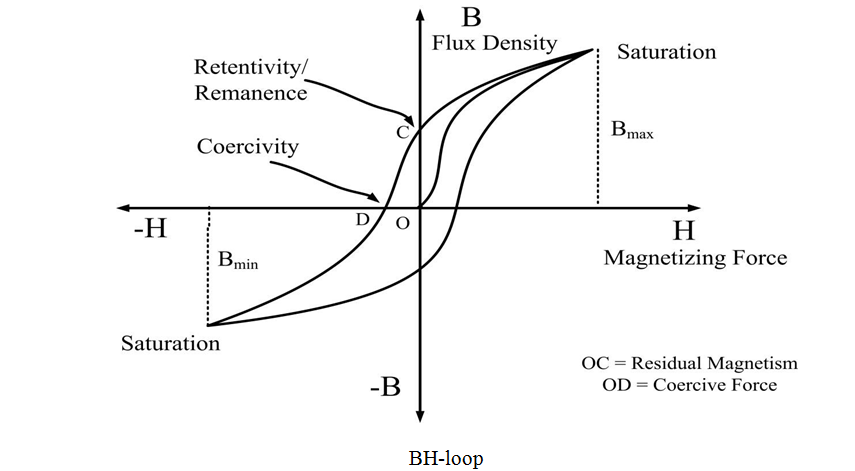 B
Flux Density
Saturation
Retentivity/
Remanence
C
Bmax
Coercivity
D
O
-H
H
Bmin
Magnetizing Force
Saturation
OC = Residual Magnetism
OD = Coercive Force
-B
BH-loop